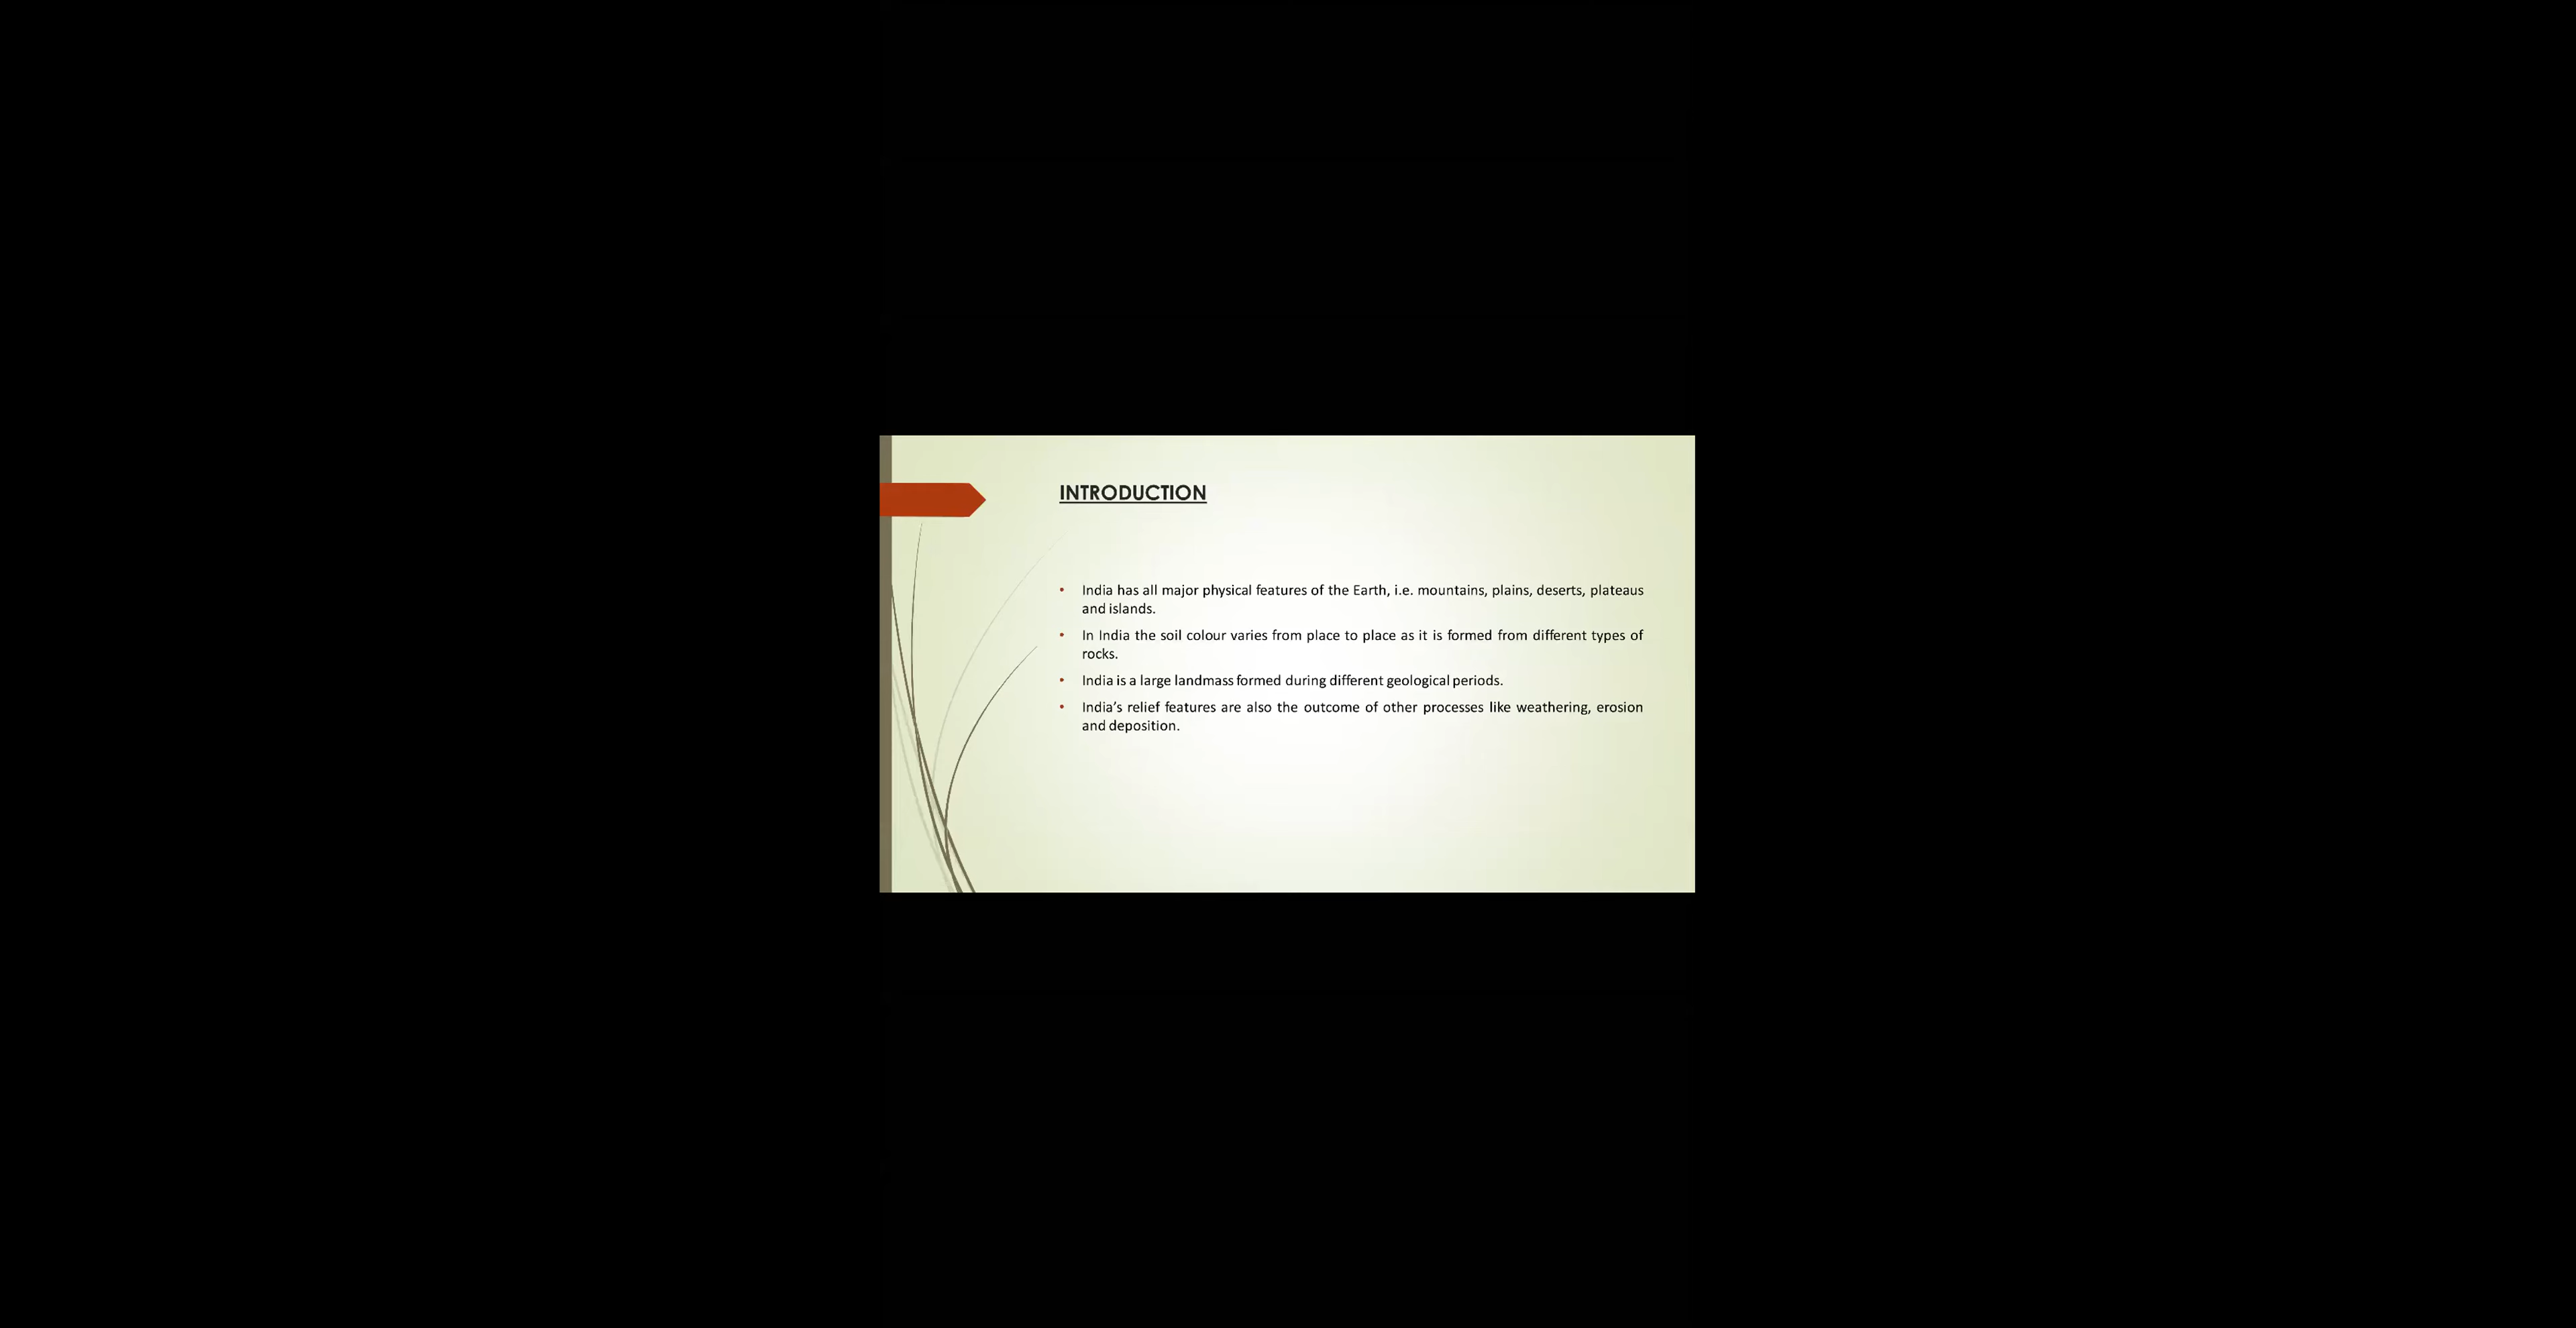 INTRODUCTION
• India has all major physical features of the Earth, i.e. mountains, plains, deserts, plateaus
and islands.
• In India the soil colour varies from place to place as it is formed from different types of
rocks.
• India is a large landmass formed during different geological periods.
• India’s relief features are also the outcome of other processes like weathering, erosion
and deposition.